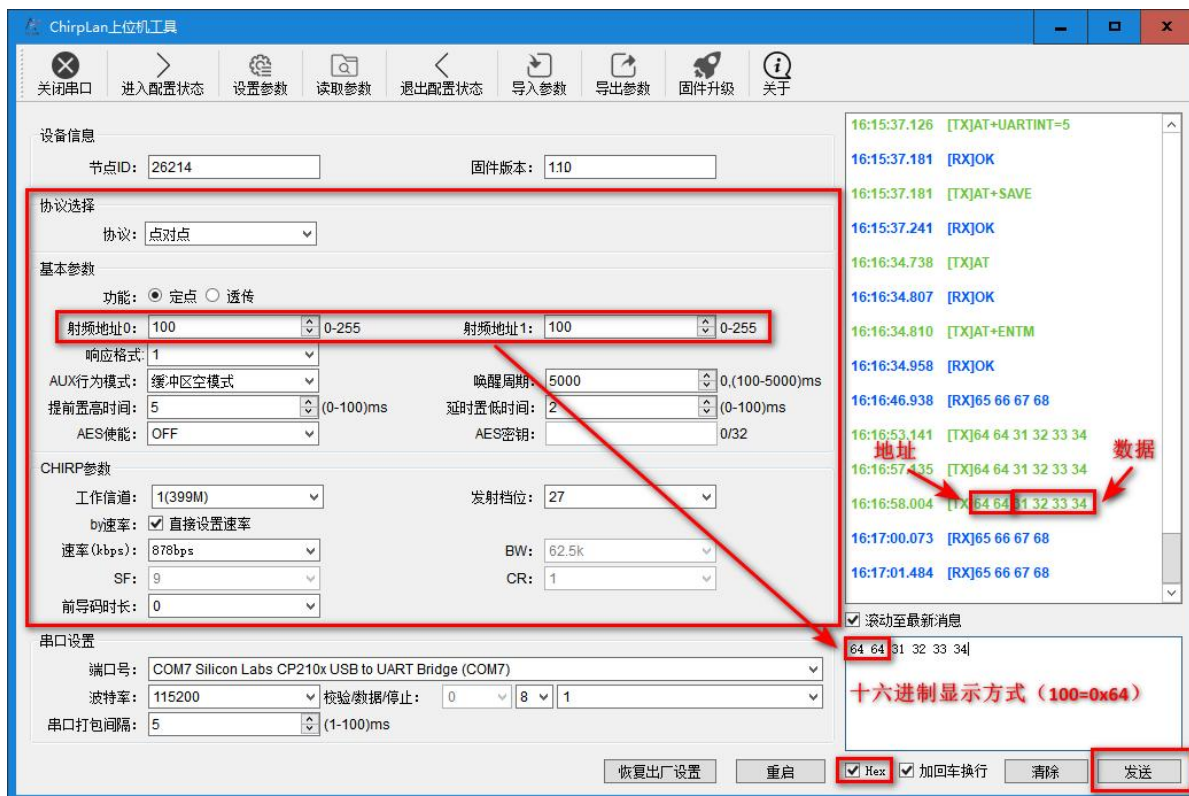 ChirpLan上位机工具
关闭串口 进入配置状态 设置参数 读取参数 退出配置状态 导入参数 导出参数 固件升级 关于
设备信息
节点ID: 26214 固件版本: 1.10
协议选择
协议: 点对点
基本参数
功能: 定点 透传
射频地址0: 100 0-255 射频地址1: 100 0-255
响应格式: 1
AUX行为模式: 缓冲区空模式 唤醒周期: 5000 0,(100-5000)ms
提前置高时间: 5 (0-100)ms 延时置低时间: 2 (0-100)ms
AES使能: OFF AES密钥: 0/32
CHIRP参数
工作信道: 1(399M) 发射档位: 27
by速率: 直接设置速率
速率(kbps): 878bps BW: 62.5k
SF: 9 CR: 1
前导码时长: 0
串口设置
端口号: COM7 Silicon Labs CP210x USB to UART Bridge (COM7)
波特率: 115200 校验/数据/停止: 0 8 1
串口打包间隔: 5 (1-100)ms
恢复出厂设置 重启
16:15:37.126 [TX]AT+UARTINT=5
16:15:37.181 [RX]OK
16:15:37.181 [TX]AT+SAVE
16:15:37.241 [RX]OK
16:16:34.738 [TX]AT
16:16:34.807 [RX]OK
16:16:34.810 [TX]AT+ENTM
16:16:34.958 [RX]OK
16:16:46.938 [RX]65 66 67 68
16:16:53.141 [TX]64 64 31 32 33 34
地址 数据
16:16:57.135 [TX]64 64 31 32 33 34
16:16:58.004 [TX]64 64 31 32 33 34
16:17:00.073 [RX]65 66 67 68
16:17:01.484 [RX]65 66 67 68
滚动至最新消息
64 64 31 32 33 34
十六进制显示方式（100=0x64）
Hex 加回车换行 清除 发送